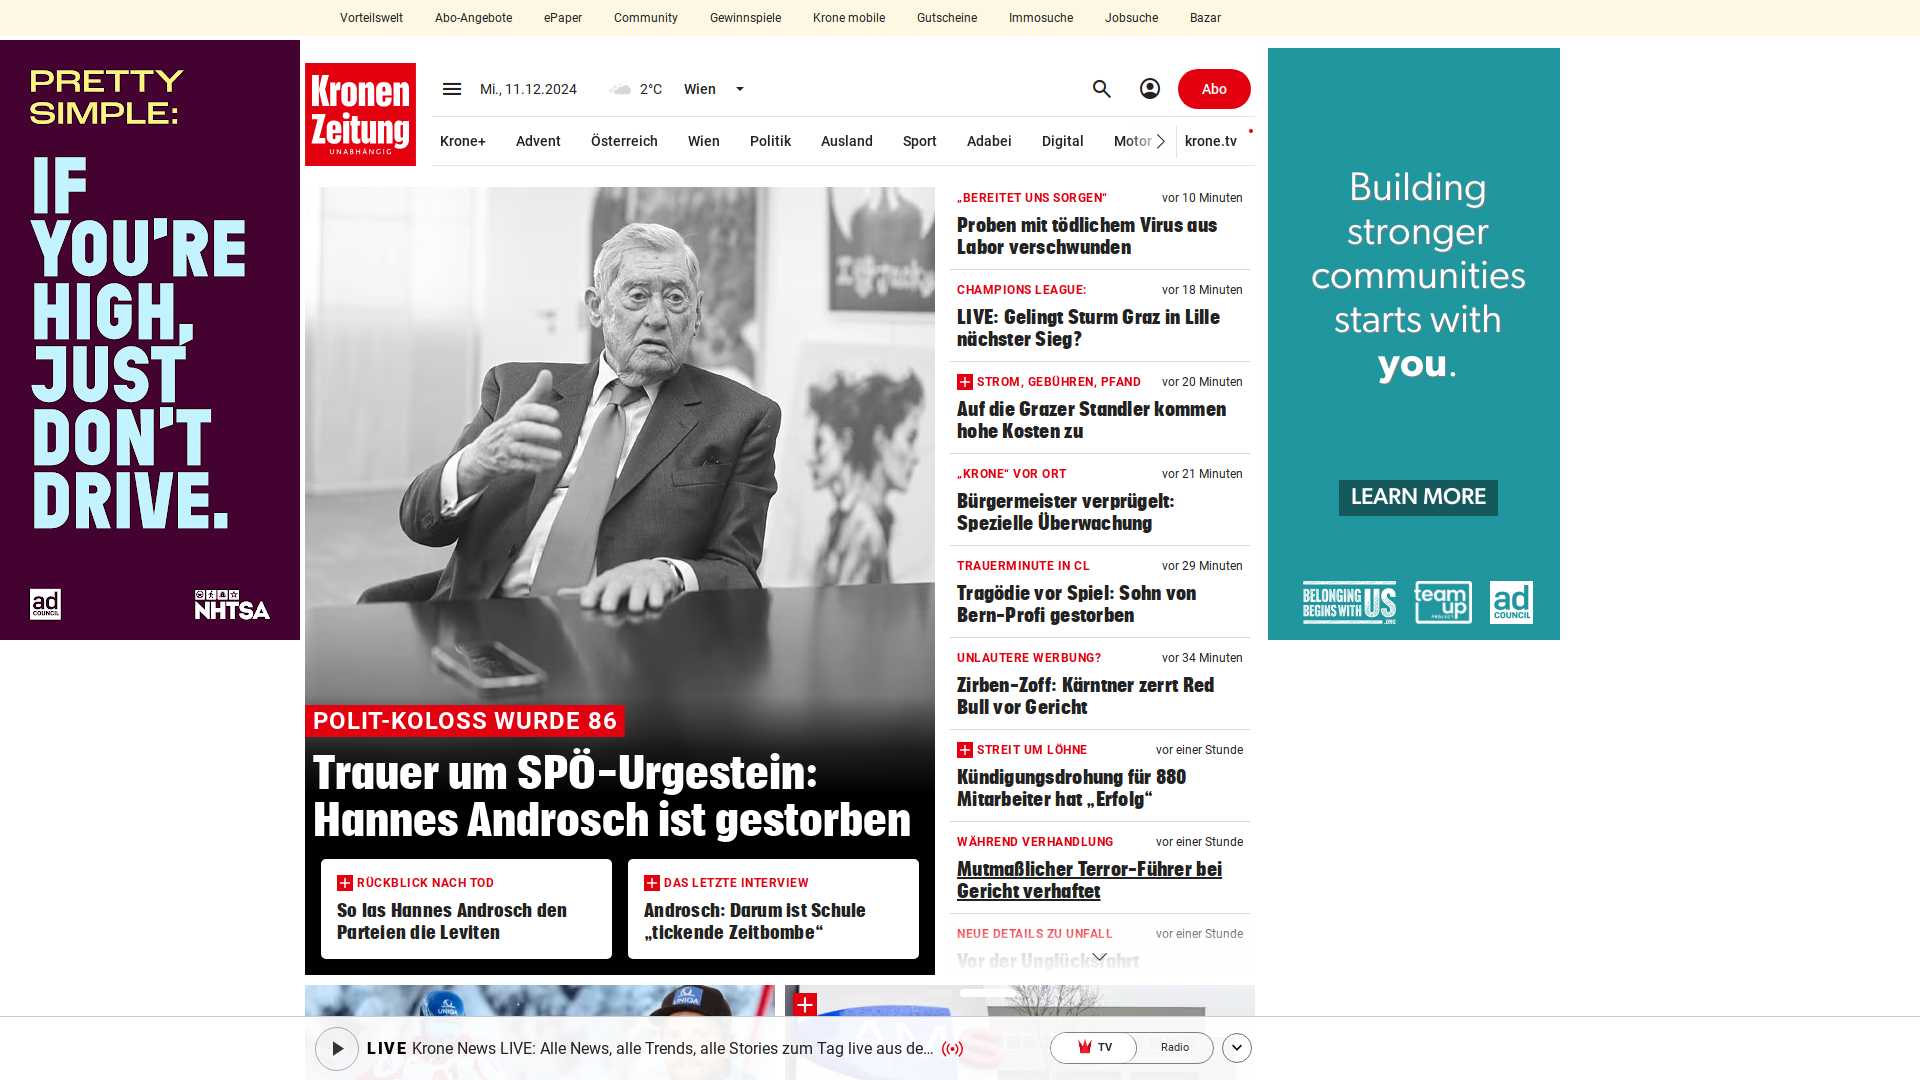 Vorteilswelt
Abo-Angebote
ePaper
Community
Gewinnspiele
Krone mobile
Gutscheine
Immosuche
Jobsuche
Bazar
PRETTY
SIMPLE:
IF
YOU'RE
HIGH,
JUST
DON'T
DRIVE.
ad
COUNCIL
NHTSA
Kronen
Zeitung
UNABHÄNGIG
Mi., 11.12.2024
2°C
Wien
Abo
Krone+
Advent
Österreich
Wien
Politik
Ausland
Sport
Adabei
Digital
Motor
krone.tv
POLIT-KOLOSS WURDE 86
Trauer um SPÖ-Urgestein:
Hannes Androsch ist gestorben
RÜCKBLICK NACH TOD
So las Hannes Androsch den
Parteien die Leviten
DAS LETZTE INTERVIEW
Androsch: Darum ist Schule
„tickende Zeitbombe“
„BEREITET UNS SORGEN“
vor 10 Minuten
Proben mit tödlichem Virus aus
Labor verschwunden
CHAMPIONS LEAGUE:
vor 18 Minuten
LIVE: Gelingt Sturm Graz in Lille
nächster Sieg?
STROM, GEBÜHREN, PFAND
vor 20 Minuten
Auf die Grazer Standler kommen
hohe Kosten zu
„KRONE“ VOR ORT
vor 21 Minuten
Bürgermeister verprügelt:
Spezielle Überwachung
TRAUERMINUTE IN CL
vor 29 Minuten
Tragödie vor Spiel: Sohn von
Bern-Profi gestorben
UNLAUTERE WERBUNG?
vor 34 Minuten
Zirben-Zoff: Kärntner zerrt Red
Bull vor Gericht
STREIT UM LÖHNE
vor einer Stunde
Kündigungsdrohung für 880
Mitarbeiter hat „Erfolg“
WÄHREND VERHANDLUNG
vor einer Stunde
Mutmaßlicher Terror-Führer bei
Gericht verhaftet
NEUE DETAILS ZU UNFALL
vor einer Stunde
Vor der Unglücksfahrt
Building
stronger
communities
starts with
you.
LEARN MORE
BELONGING
BEGINS WITH
US
.ORG
team
up
PROJECT
ad
COUNCIL
UNIQA
UNIQA
AMS
LIVE Krone News LIVE: Alle News, alle Trends, alle Stories zum Tag live aus de...
TV
Radio